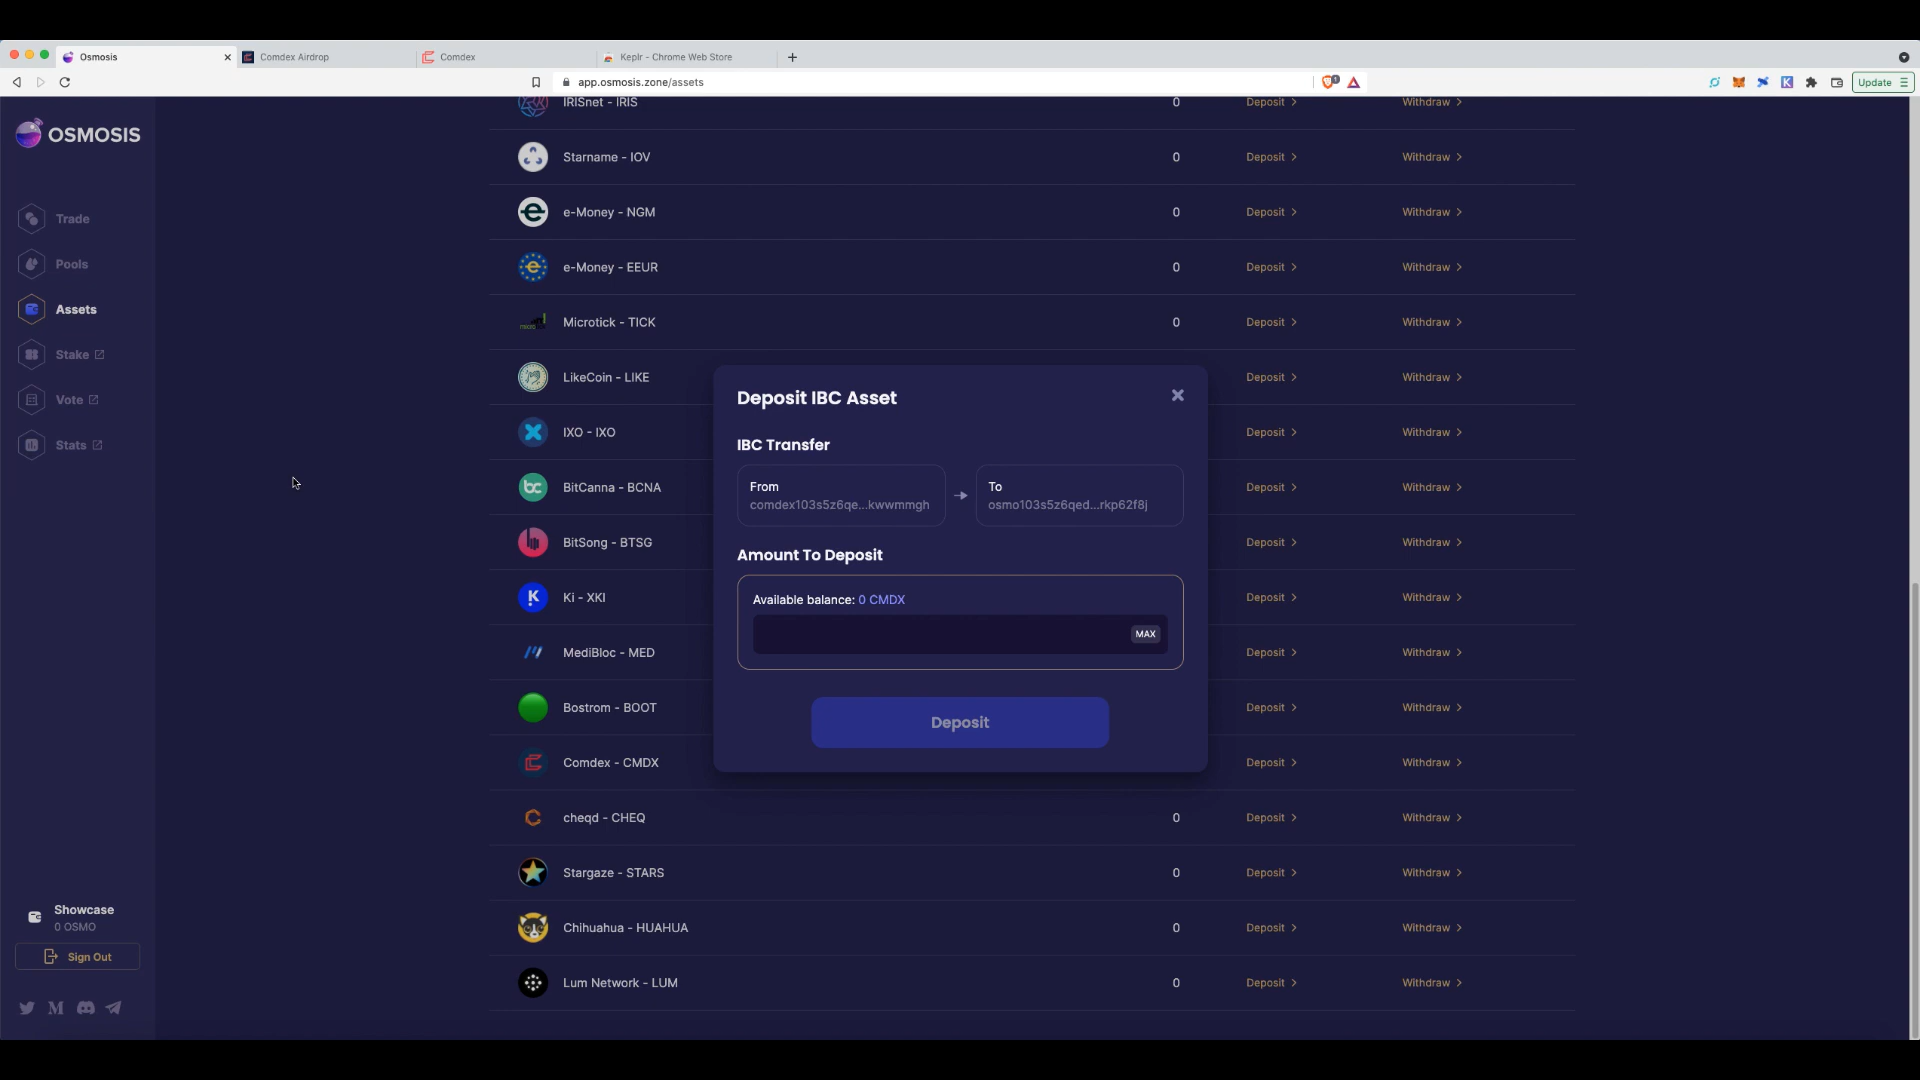 Osmosis
Comdex Airdrop
Comdex
Keplr - Chrome Web Store
app.osmosis.zone/assets
Update
OSMOSIS
Trade
Pools
Assets
Stake
Vote
Stats
Showcase
0 OSMO
Sign Out
IRISnet - IRIS 0 Deposit Withdraw
Starname - IOV 0 Deposit Withdraw
e-Money - NGM 0 Deposit Withdraw
e-Money - EEUR 0 Deposit Withdraw
Microtick - TICK 0 Deposit Withdraw
LikeCoin - LIKE Deposit Withdraw
IXO - IXO Deposit Withdraw
BitCanna - BCNA Deposit Withdraw
BitSong - BTSG Deposit Withdraw
Ki - XKI Deposit Withdraw
MediBloc - MED Deposit Withdraw
Bostrom - BOOT Deposit Withdraw
Comdex - CMDX Deposit Withdraw
cheqd - CHEQ 0 Deposit Withdraw
Stargaze - STARS 0 Deposit Withdraw
Chihuahua - HUAHUA 0 Deposit Withdraw
Lum Network - LUM 0 Deposit Withdraw
Deposit IBC Asset
IBC Transfer
From
comdex103s5z6qe...kwwmmgh
To
osmo103s5z6qed...rkp62f8j
Amount To Deposit
Available balance: 0 CMDX
MAX
Deposit